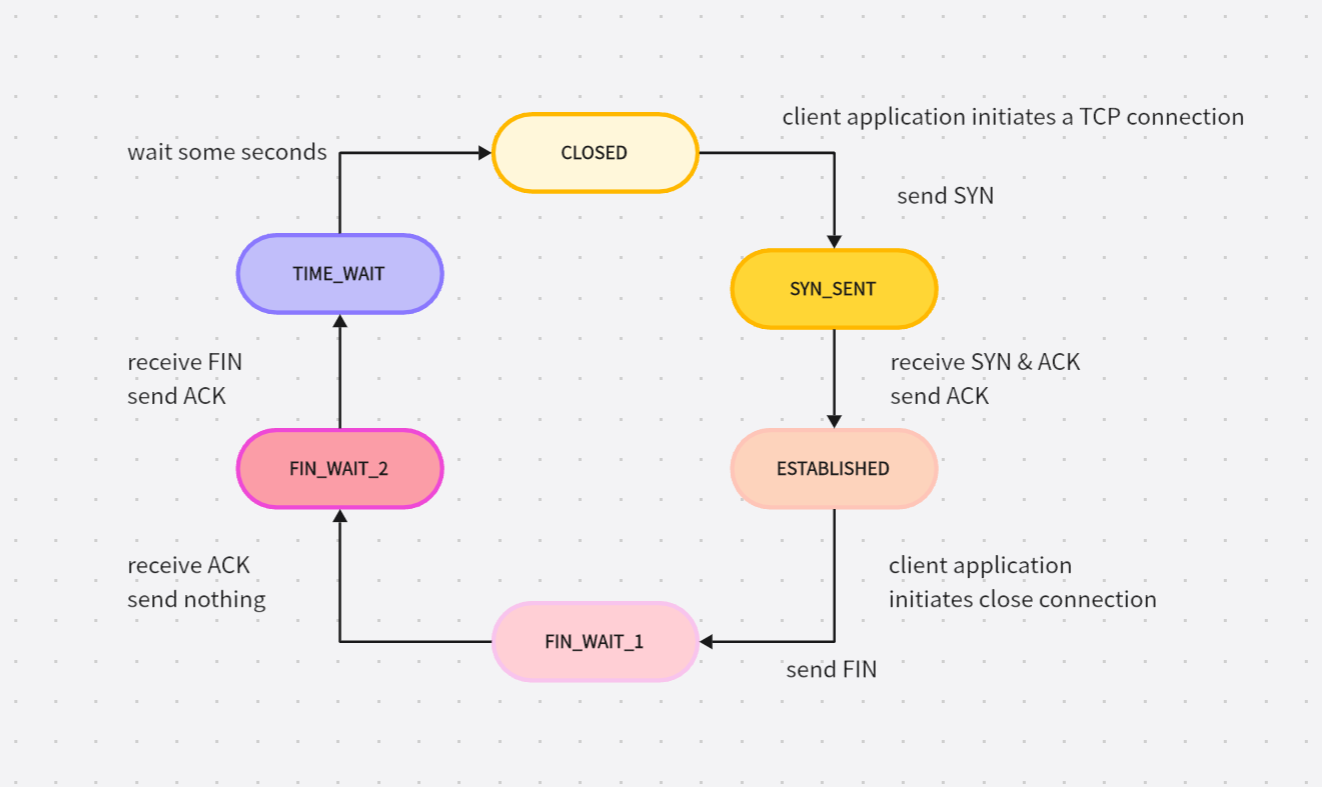 client application initiates a TCP connection
wait some seconds
CLOSED
send SYN
TIME_WAIT
SYN_SENT
receive FIN
send ACK
receive SYN & ACK
send ACK
FIN_WAIT_2
ESTABLISHED
receive ACK
send nothing
client application
initiates close connection
FIN_WAIT_1
send FIN